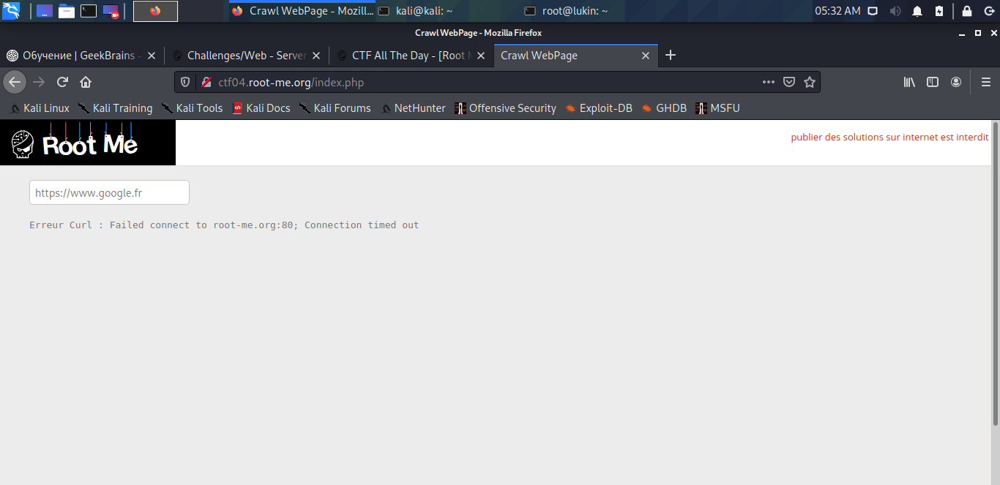 Crawl WebPage - Mozill... kali@kali: ~ root@lukin: ~ 05:32 AM
Crawl WebPage - Mozilla Firefox
Обучение | GeekBrains - Challenges/Web - Server CTF All The Day - [Root M Crawl WebPage
ctf04.root-me.org/index.php
Kali Linux Kali Training Kali Tools Kali Docs Kali Forums NetHunter Offensive Security Exploit-DB GHDB MSFU
Root Me publier des solutions sur internet est interdit
https://www.google.fr
Erreur Curl : Failed connect to root-me.org:80; Connection timed out